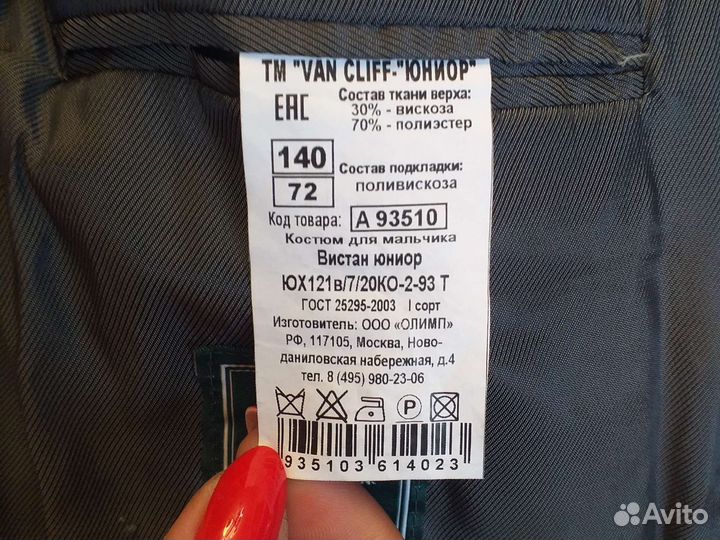 ТМ "VAN CLIFF-"ЮНИОР"
EAC
Состав ткани верха:
30% - вискоза
70% - полиэстер
140
72
Состав подкладки:
поливискоза
Код товара: А 93510
Костюм для мальчика
Вистан юниор
ЮХ121в/7/20КО-2-93 Т
ГОСТ 25295-2003 I сорт
Изготовитель: ООО «ОЛИМП»
РФ, 117105, Москва, Ново-
даниловская набережная, д.4
тел. 8 (495) 980-23-06
P
935103 614023
Avito